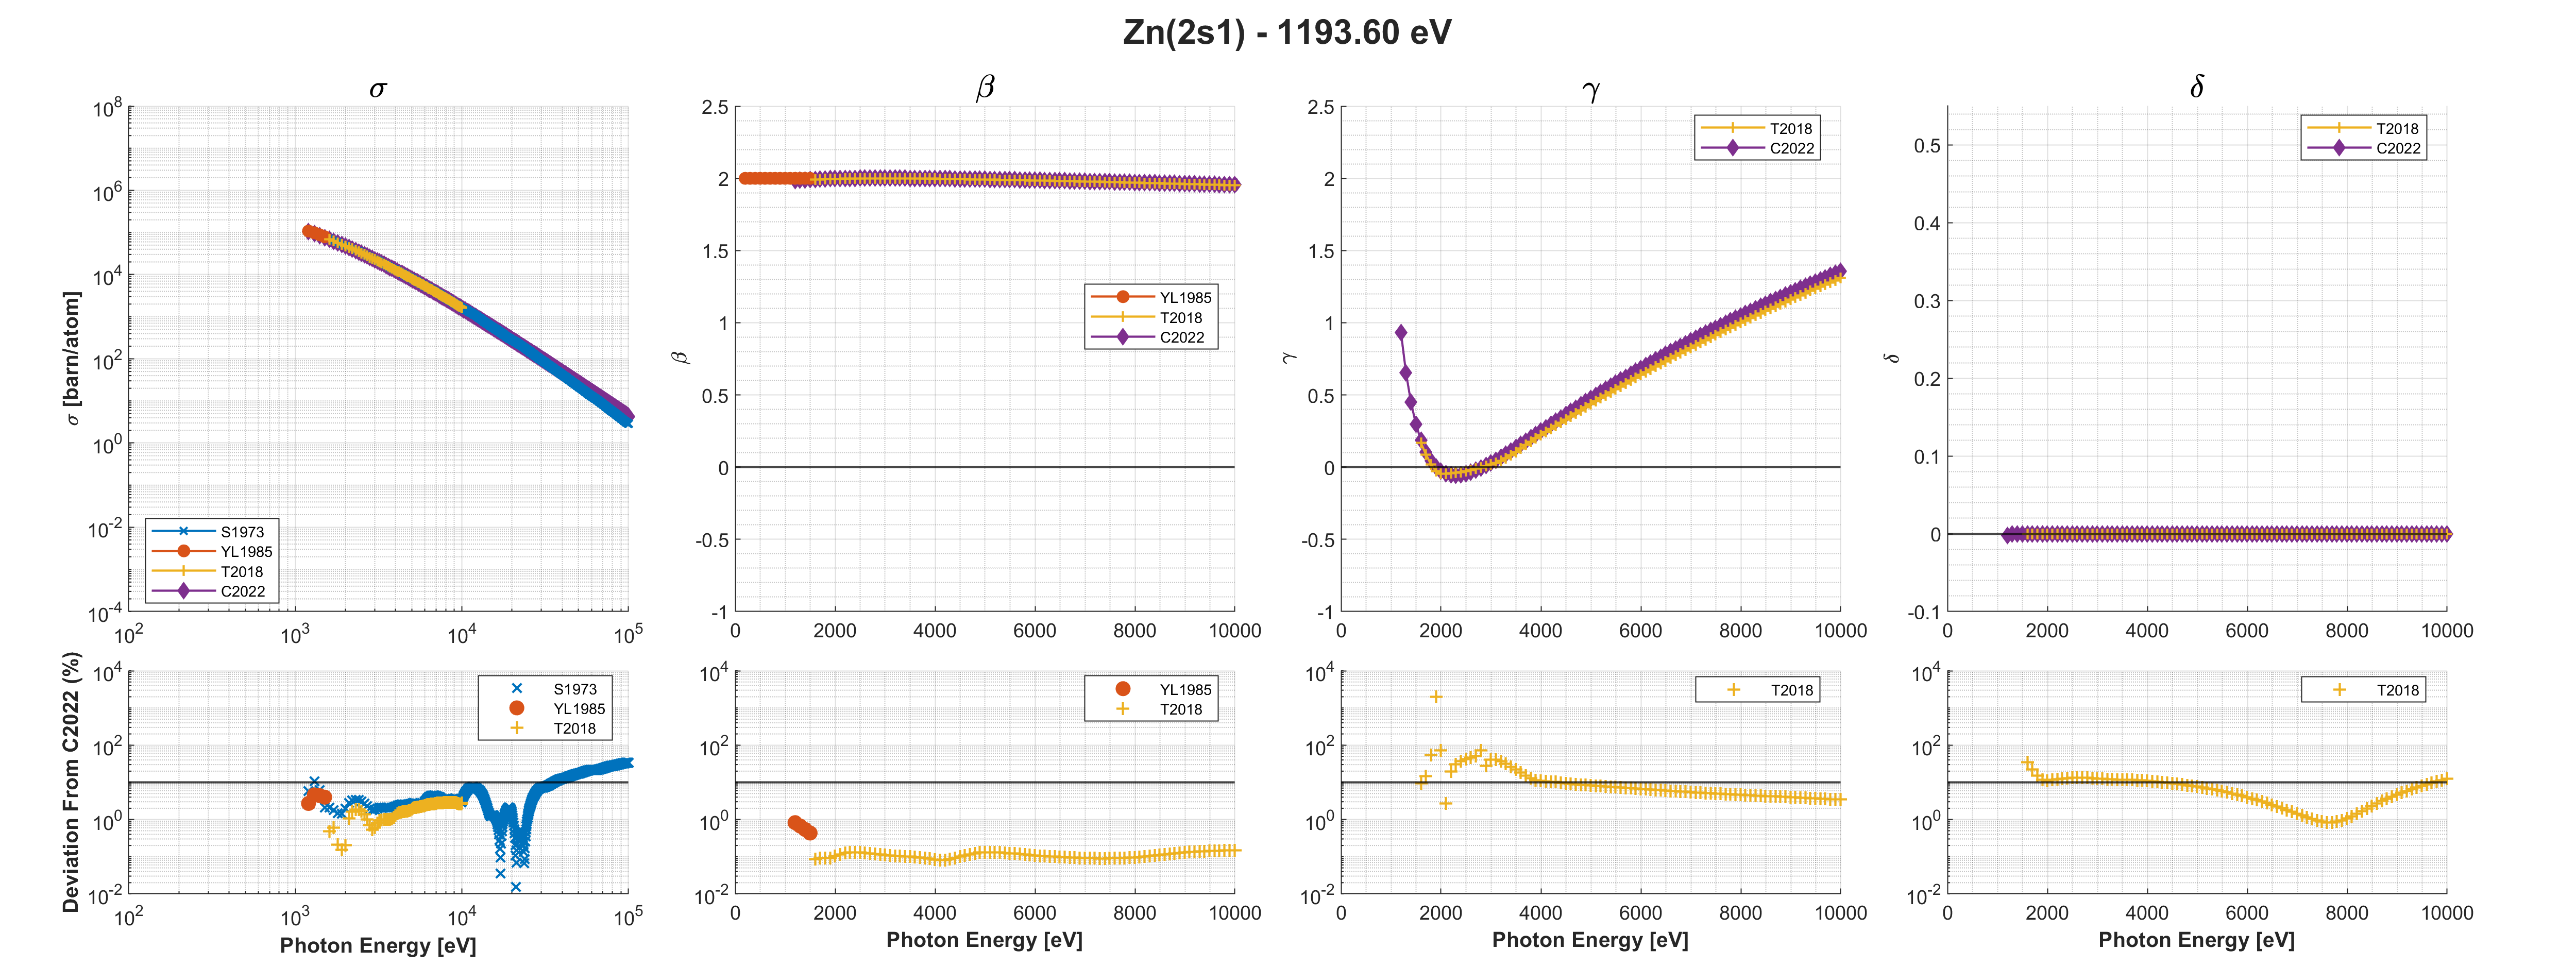 Zn(2s1) - 1193.60 eV
σ
10^8
10^6
10^4
10^2
10^0
10^-2
10^-4
10^2
10^3
10^4
10^5
σ [barn/atom]
S1973
YL1985
T2018
C2022
β
2.5
2
1.5
1
0.5
0
-0.5
-1
0
2000
4000
6000
8000
10000
β
YL1985
T2018
C2022
γ
2.5
2
1.5
1
0.5
0
-0.5
-1
0
2000
4000
6000
8000
10000
γ
T2018
C2022
δ
0.5
0.4
0.3
0.2
0.1
0
-0.1
0
2000
4000
6000
8000
10000
δ
T2018
C2022
Deviation From C2022 (%)
10^4
10^2
10^0
10^-2
10^2
10^3
10^4
10^5
Photon Energy [eV]
S1973
YL1985
T2018
10^4
10^2
10^0
10^-2
0
2000
4000
6000
8000
10000
Photon Energy [eV]
YL1985
T2018
10^4
10^2
10^0
10^-2
0
2000
4000
6000
8000
10000
Photon Energy [eV]
T2018
10^4
10^2
10^0
10^-2
0
2000
4000
6000
8000
10000
Photon Energy [eV]
T2018